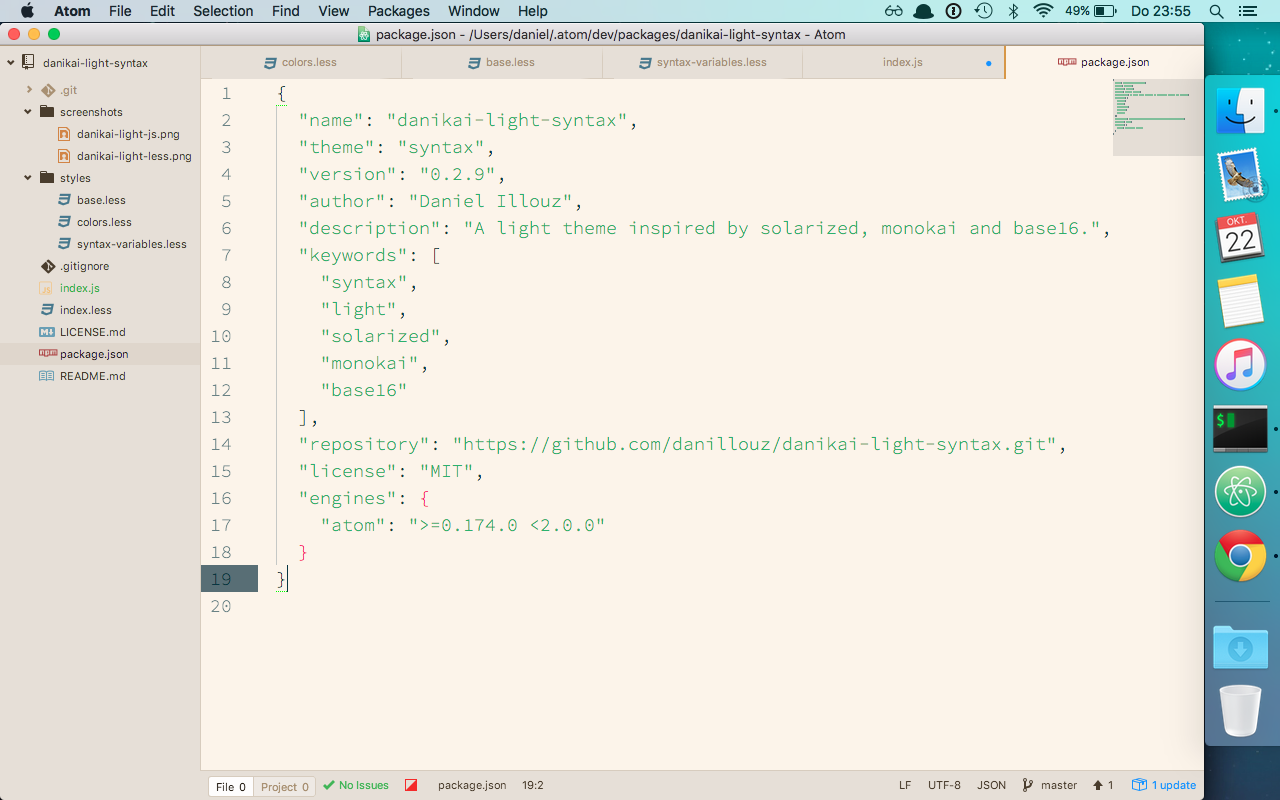 Atom File Edit Selection Find View Packages Window Help 49% Do 23:55
package.json - /Users/daniel/.atom/dev/packages/danikai-light-syntax - Atom
danikai-light-syntax
.git
screenshots
danikai-light-js.png
danikai-light-less.png
styles
base.less
colors.less
syntax-variables.less
.gitignore
index.js
index.less
LICENSE.md
package.json
README.md
colors.less base.less syntax-variables.less index.js package.json
1 {
2 "name": "danikai-light-syntax",
3 "theme": "syntax",
4 "version": "0.2.9",
5 "author": "Daniel Illouz",
6 "description": "A light theme inspired by solarized, monokai and base16.",
7 "keywords": [
8 "syntax",
9 "light",
10 "solarized",
11 "monokai",
12 "base16"
13 ],
14 "repository": "https://github.com/danillouz/danikai-light-syntax.git",
15 "license": "MIT",
16 "engines": {
17 "atom": ">=0.174.0 <2.0.0"
18 }
19 }
20
OKT.
22
$
File 0 Project 0 No Issues package.json 19:2 LF UTF-8 JSON master 1 1 update